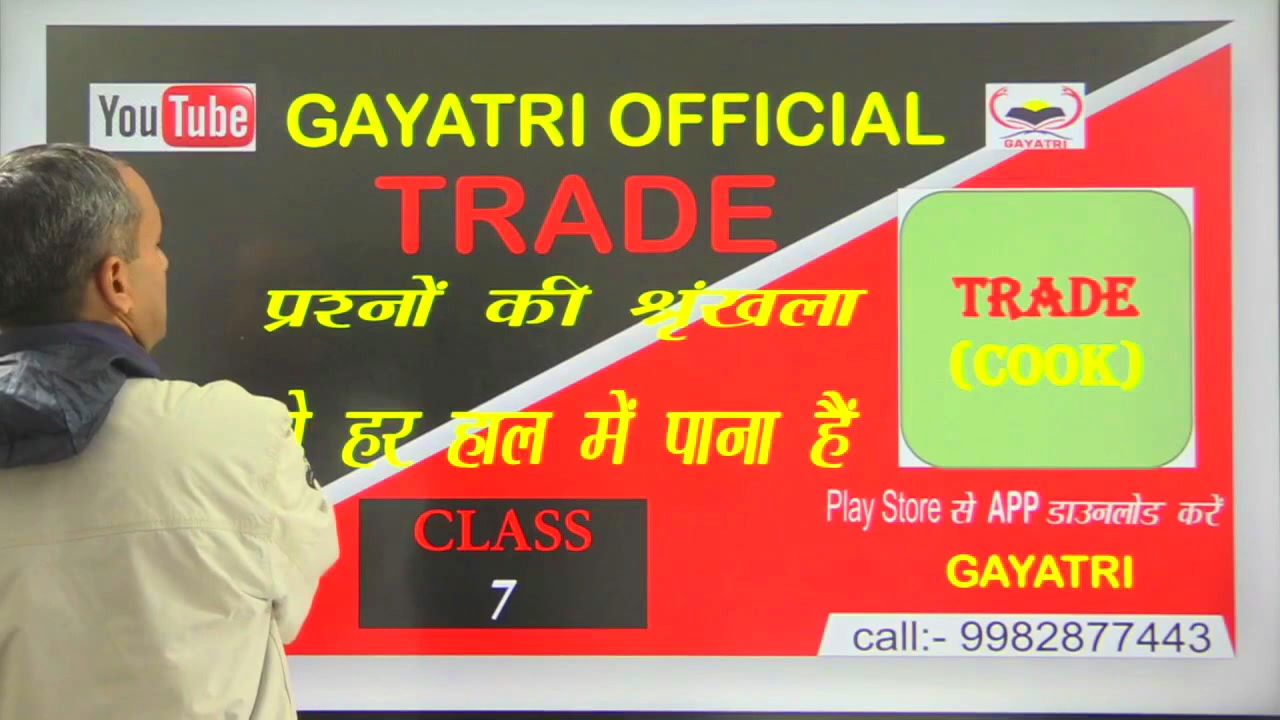 YouTube
GAYATRI OFFICIAL
GAYATRI
TRADE
प्रश्नों की श्रृंखला
हर हाल में पाना हैं
TRADE
(COOK)
CLASS
7
Play Store से APP डाउनलोड करें
GAYATRI
call:- 9982877443